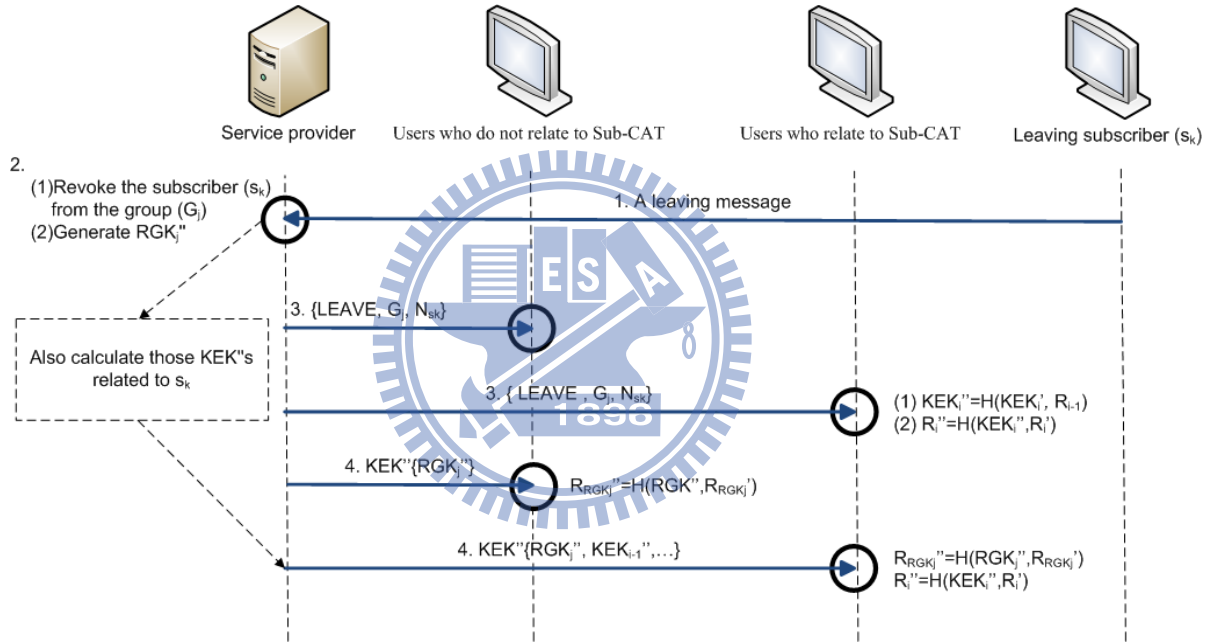 Service provider
Users who do not relate to Sub-CAT
Users who relate to Sub-CAT
Leaving subscriber (sk)
2.
(1)Revoke the subscriber (sk)
from the group (Gj)
(2)Generate RGKj"
1. A leaving message
ESA
3. {LEAVE, Gj, Nsk}
Also calculate those KEK"s
related to sk
3. { LEAVE , Gj, Nsk}
(1) KEKi''=H(KEKi', Ri-1)
(2) Ri''=H(KEKi'',Ri')
1896
4. KEK''{RGKj''}
RRGKj''=H(RGK'',RRGKj')
4. KEK''{RGKj'', KEKi-1'',...}
RRGKj''=H(RGKj'',RRGKj')
Ri''=H(KEKi'',Ri')